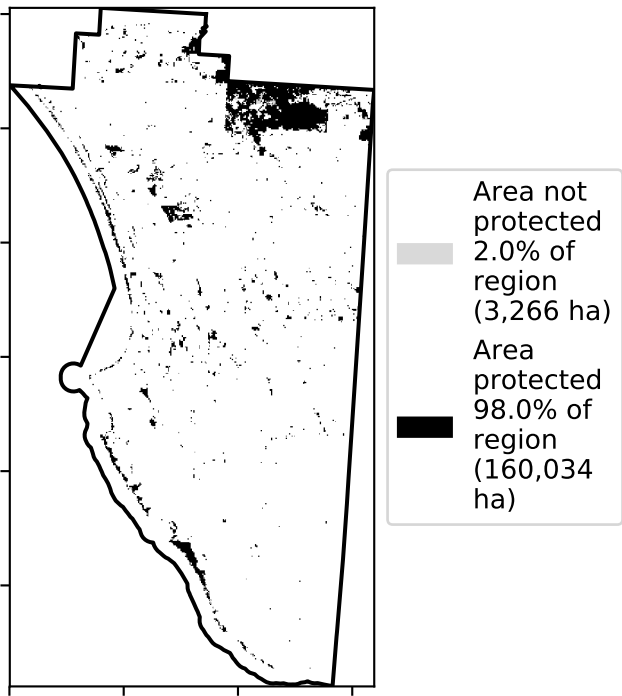 Area not
protected
2.0% of
region
(3,266 ha)
Area
protected
98.0% of
region
(160,034
ha)